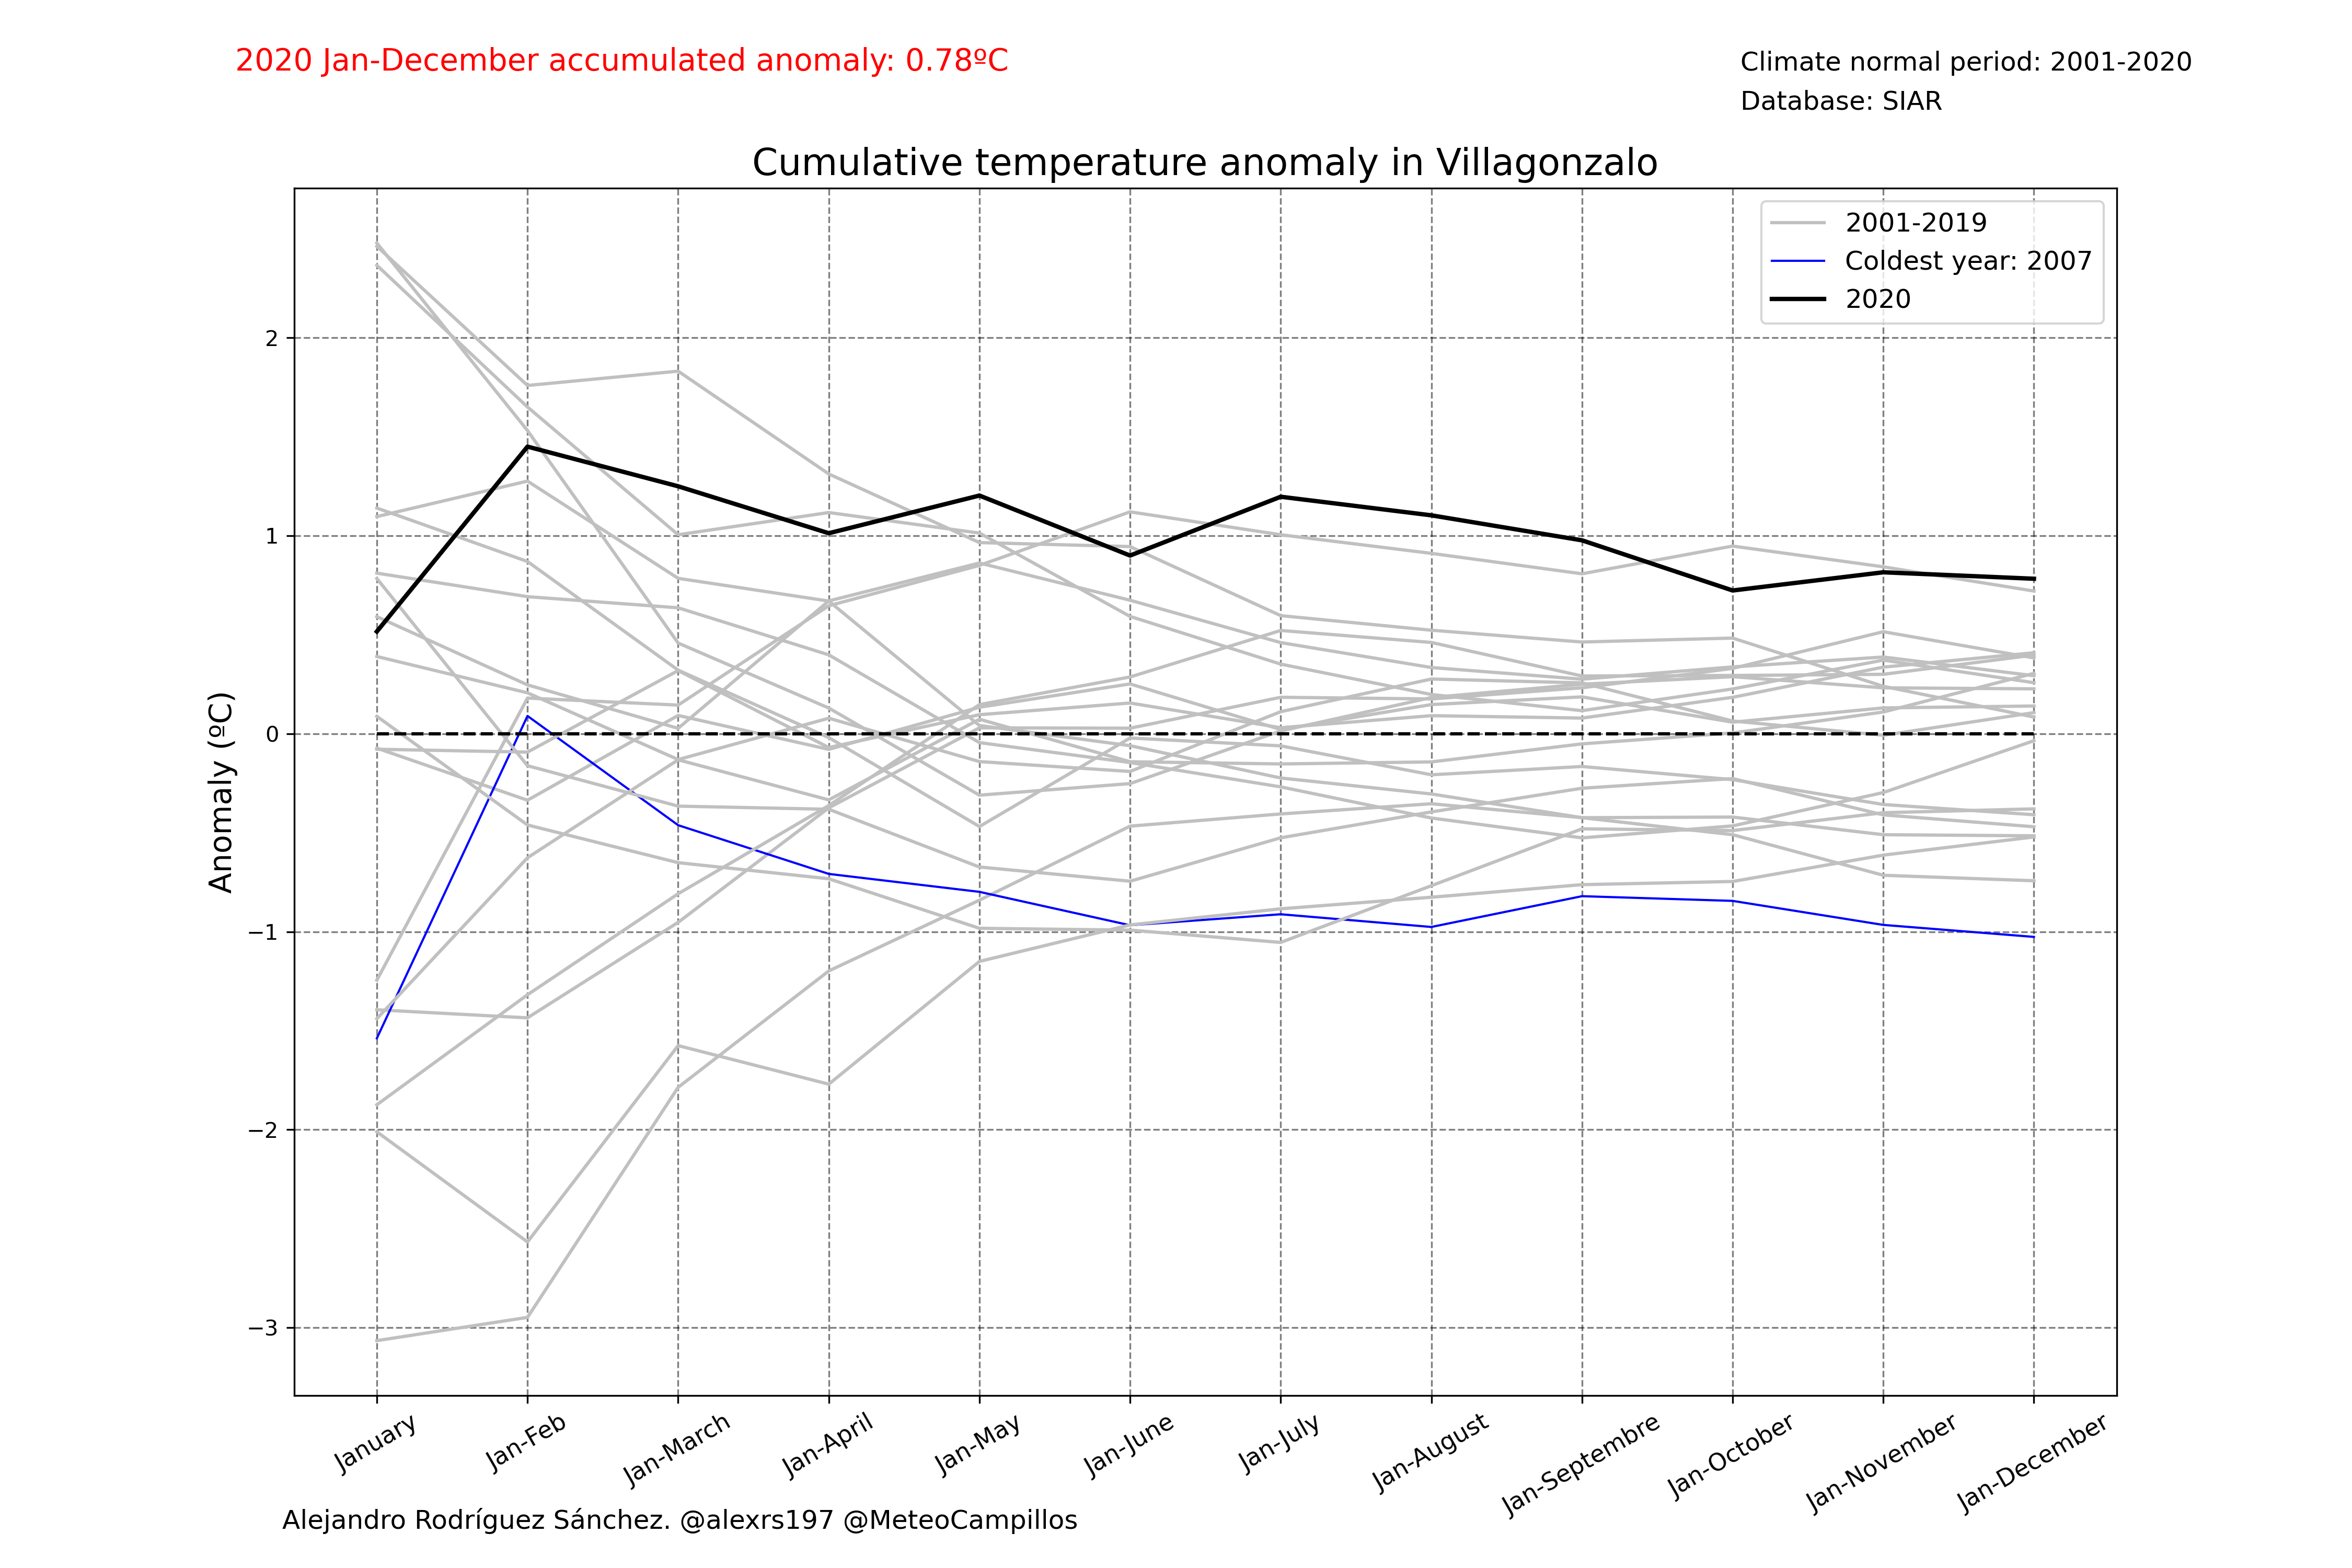 2020 Jan-December accumulated anomaly: 0.78ºC
Climate normal period: 2001-2020
Database: SIAR
Cumulative temperature anomaly in Villagonzalo
2001-2019
Coldest year: 2007
2020
Anomaly (ºC)
2
1
0
−1
−2
−3
January
Jan-Feb
Jan-March
Jan-April
Jan-May
Jan-June
Jan-July
Jan-August
Jan-Septembre
Jan-October
Jan-November
Jan-December
Alejandro Rodríguez Sánchez. @alexrs197 @MeteoCampillos